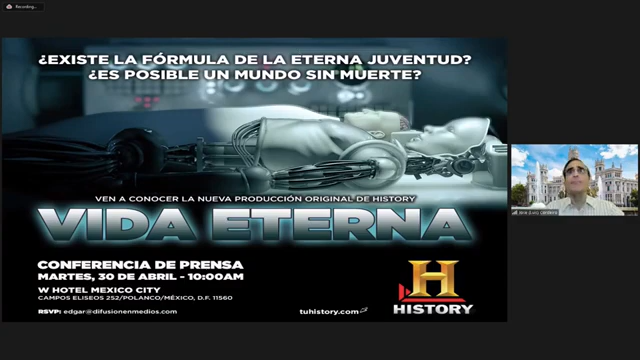 Recording...
¿EXISTE LA FÓRMULA DE LA ETERNA JUVENTUD?
¿ES POSIBLE UN MUNDO SIN MUERTE?
VEN A CONOCER LA NUEVA PRODUCCIÓN ORIGINAL DE HISTORY
VIDA ETERNA
CONFERENCIA DE PRENSA
MARTES, 30 DE ABRIL - 10:00AM
W HOTEL MEXICO CITY
CAMPOS ELISEOS 252/POLANCO/MÉXICO, D.F. 11560
RSVP: edgar@difusionenmedios.com
tuhistory.com
H
HISTORY